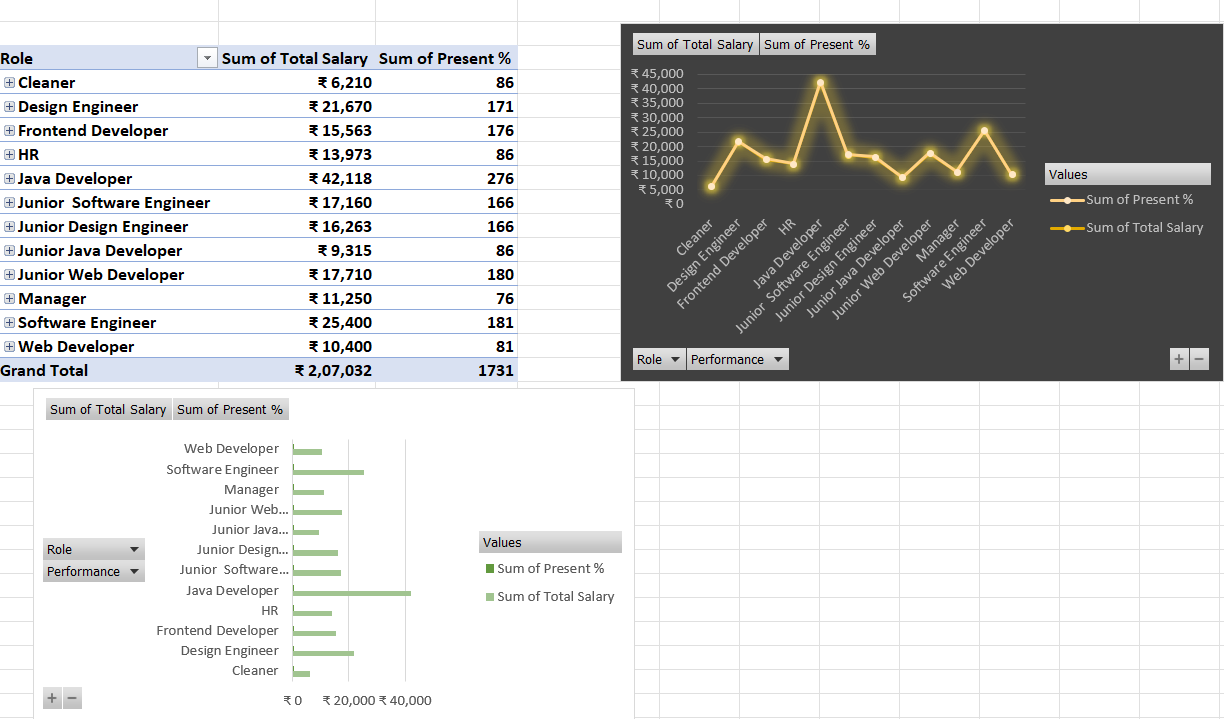 Role Sum of Total Salary Sum of Present %
Cleaner ₹ 6,210 86
Design Engineer ₹ 21,670 171
Frontend Developer ₹ 15,563 176
HR ₹ 13,973 86
Java Developer ₹ 42,118 276
Junior  Software Engineer ₹ 17,160 166
Junior Design Engineer ₹ 16,263 166
Junior Java Developer ₹ 9,315 86
Junior Web Developer ₹ 17,710 180
Manager ₹ 11,250 76
Software Engineer ₹ 25,400 181
Web Developer ₹ 10,400 81
Grand Total ₹ 2,07,032 1731
Sum of Total Salary Sum of Present %
₹ 45,000
₹ 40,000
₹ 35,000
₹ 30,000
₹ 25,000
₹ 20,000
₹ 15,000
₹ 10,000
₹ 5,000
₹ 0
Cleaner
Design Engineer
Frontend Developer
HR
Java Developer
Junior  Software Engineer
Junior Design Engineer
Junior Java Developer
Junior Web Developer
Manager
Software Engineer
Web Developer
Values
Sum of Present %
Sum of Total Salary
Role Performance
+ −
Sum of Total Salary Sum of Present %
Web Developer
Software Engineer
Manager
Junior Web...
Junior Java...
Junior Design...
Junior  Software...
Java Developer
HR
Frontend Developer
Design Engineer
Cleaner
₹ 0 ₹ 20,000 ₹ 40,000
Role
Performance
Values
Sum of Present %
Sum of Total Salary
+ −